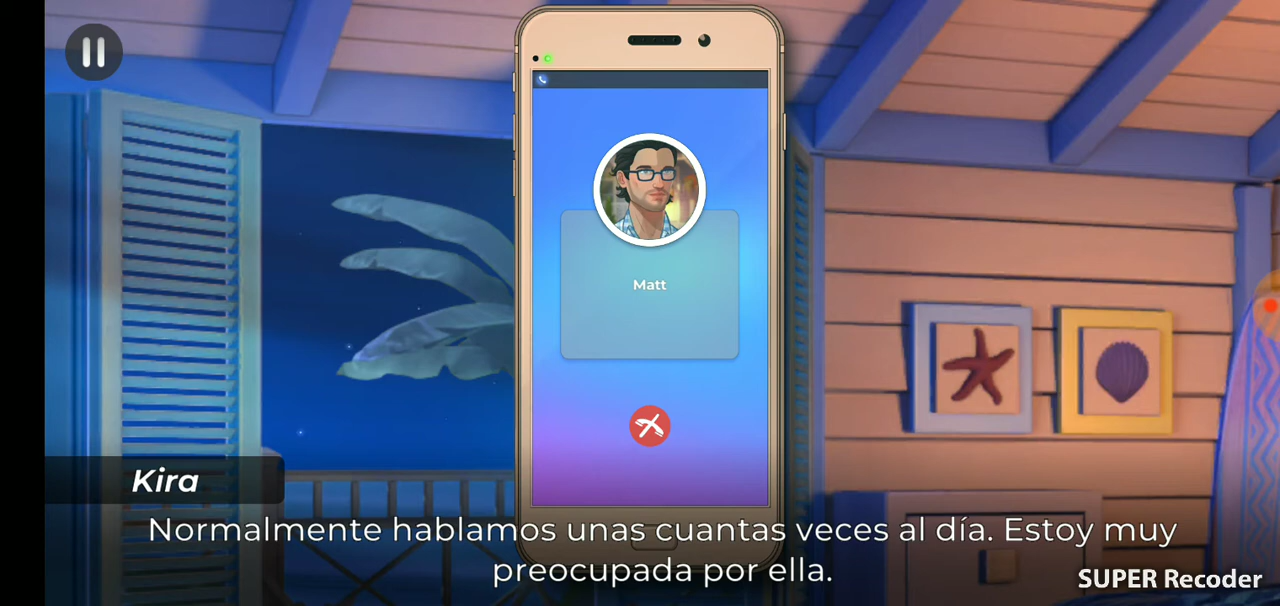 Matt
Kira
Normalmente hablamos unas cuantas veces al día. Estoy muy
preocupada por ella.
SUPER Recoder